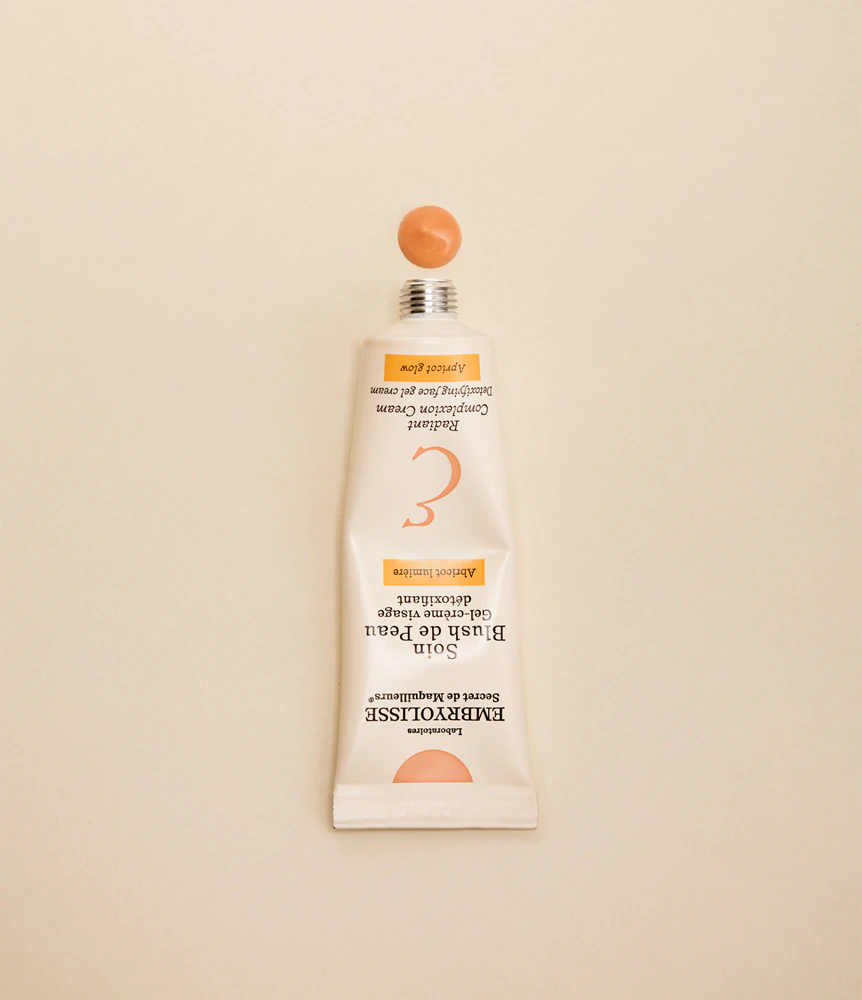 Laboratoires
EMBRYOLISSE
Secret de Maquilleurs®
Soin
Blush de Peau
Gel-crème visage
détoxifiant
Abricot lumière
Radiant
Complexion Cream
Detoxifying face gel cream
Apricot glow